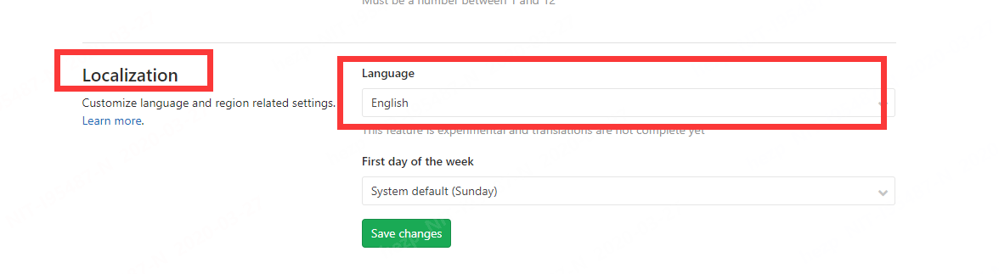 Must be a number between 1 and 12
Localization
Customize language and region related settings.
Learn more.
Language
English
This feature is experimental and translations are not complete yet
First day of the week
System default (Sunday)
Save changes